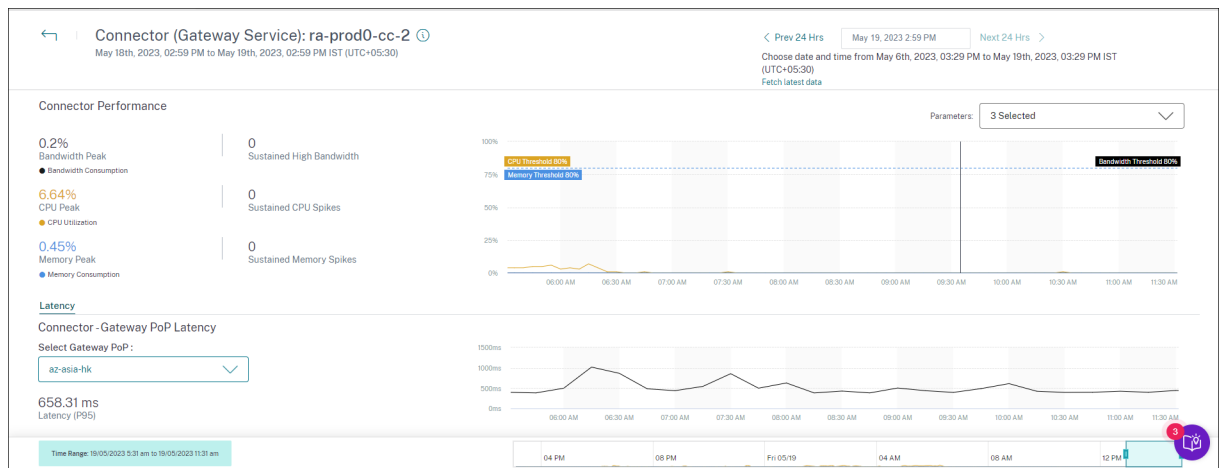 Connector (Gateway Service): ra-prod0-cc-2
May 18th, 2023, 02:59 PM to May 19th, 2023, 02:59 PM IST (UTC+05:30)
Prev 24 Hrs
May 19, 2023 2:59 PM
Next 24 Hrs
Choose date and time from May 6th, 2023, 03:29 PM to May 19th, 2023, 03:29 PM IST
(UTC+05:30)
Fetch latest data
Connector Performance
Parameters:
3 Selected
0.2%
Bandwidth Peak
Bandwidth Consumption
0
Sustained High Bandwidth
6.64%
CPU Peak
CPU Utilization
0
Sustained CPU Spikes
0.45%
Memory Peak
Memory Consumption
0
Sustained Memory Spikes
100%
75%
50%
25%
0%
CPU Threshold 80%
Memory Threshold 80%
Bandwidth Threshold 80%
06:00 AM 06:30 AM 07:00 AM 07:30 AM 08:00 AM 08:30 AM 09:00 AM 09:30 AM 10:00 AM 10:30 AM 11:00 AM 11:30 AM
Latency
Connector - Gateway PoP Latency
Select Gateway PoP :
az-asia-hk
658.31 ms
Latency (P95)
1500ms
1000ms
500ms
0ms
06:00 AM 06:30 AM 07:00 AM 07:30 AM 08:00 AM 08:30 AM 09:00 AM 09:30 AM 10:00 AM 10:30 AM 11:00 AM 11:30 AM
Time Range: 19/05/2023 5:31 am to 19/05/2023 11:31 am
04 PM 08 PM Fri 05/19 04 AM 08 AM 12 PM
3